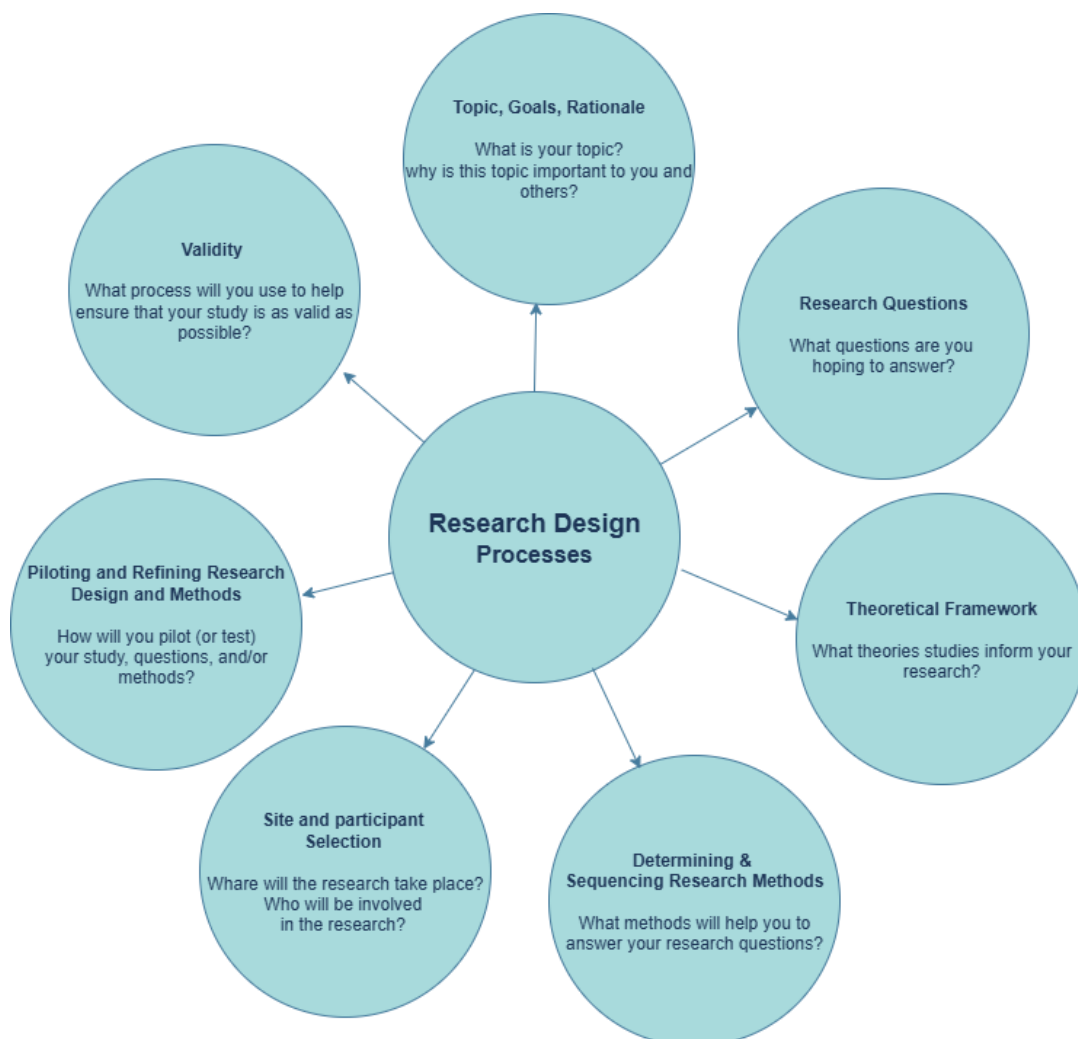 Topic, Goals, Rationale
What is your topic?
why is this topic important to you and
others?
Research Questions
What questions are you
hoping to answer?
Theoretical Framework
What theories studies inform your
research?
Determining &
Sequencing Research Methods
What methods will help you to
answer your research questions?
Site and participant
Selection
Whare will the research take place?
Who will be involved
in the research?
Piloting and Refining Research
Design and Methods
How will you pilot (or test)
your study, questions, and/or
methods?
Validity
What process will you use to help
ensure that your study is as valid as
possible?
Research Design
Processes